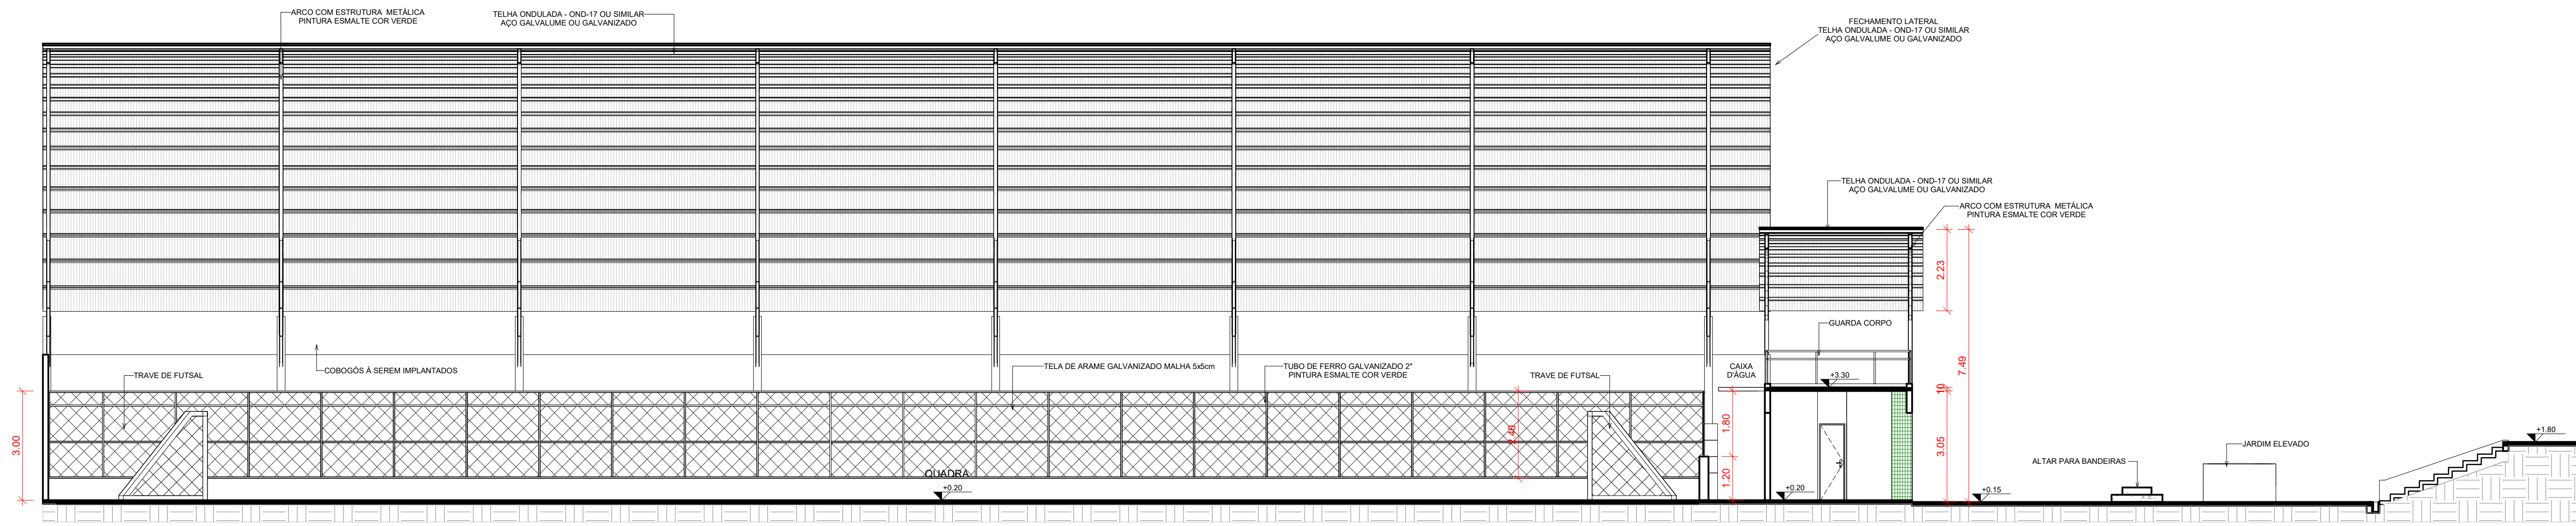 ARCO COM ESTRUTURA METÁLICA
PINTURA ESMALTE COR VERDE
TELHA ONDULADA - OND-17 OU SIMILAR
AÇO GALVALUME OU GALVANIZADO
FECHAMENTO LATERAL
TELHA ONDULADA - OND-17 OU SIMILAR
AÇO GALVALUME OU GALVANIZADO
TELHA ONDULADA - OND-17 OU SIMILAR
AÇO GALVALUME OU GALVANIZADO
ARCO COM ESTRUTURA METÁLICA
PINTURA ESMALTE COR VERDE
2.23
7.49
GUARDA CORPO
TRAVE DE FUTSAL
COBOGÓS À SEREM IMPLANTADOS
TELA DE ARAME GALVANIZADO MALHA 5x5cm
TUBO DE FERRO GALVANIZADO 2"
PINTURA ESMALTE COR VERDE
TRAVE DE FUTSAL
CAIXA
D'ÁGUA
+3.30
10
3.00
2.40
1.80
1.20
3.05
QUADRA
+0.20
+0.20
+0.15
ALTAR PARA BANDEIRAS
JARDIM ELEVADO
+1.80